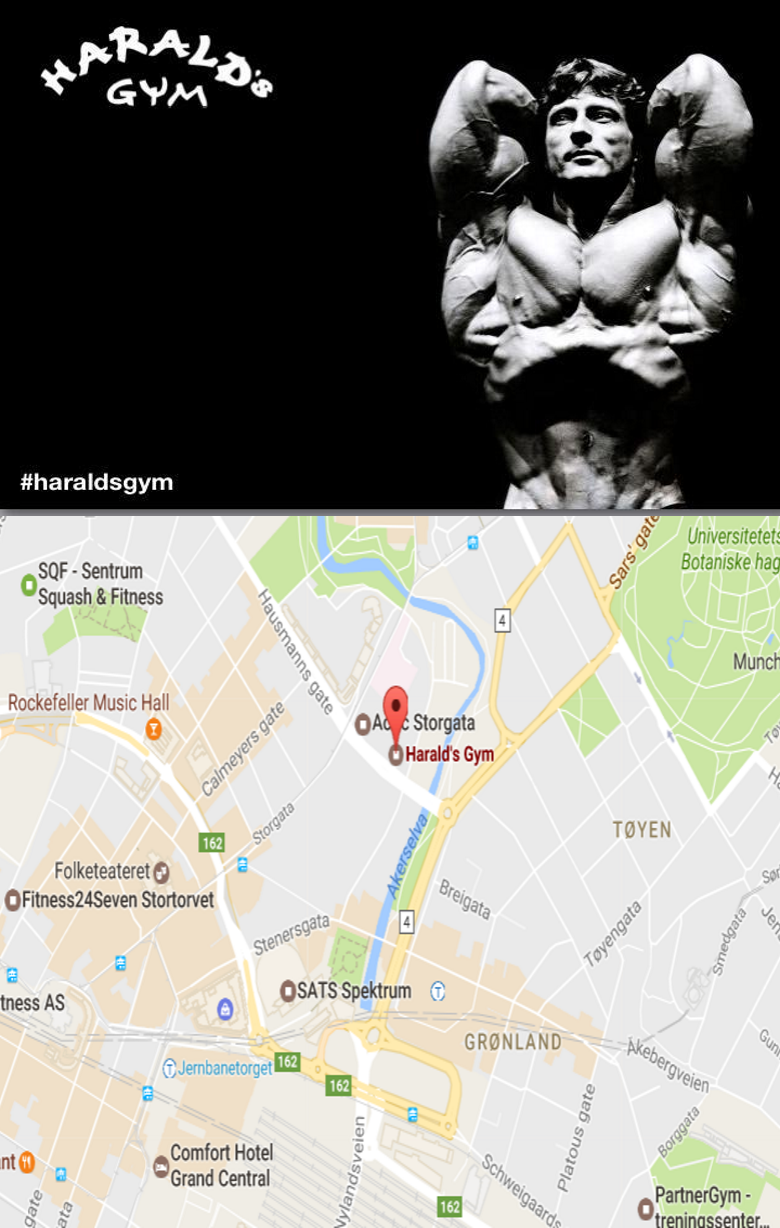 HARALD's
GYM
#haraldsgym
SQF - Sentrum
Squash & Fitness
Universitetets
Botaniske hag
Sars' gate
4
Hausmanns gate
Munch
Rockefeller Music Hall
Storgata
Harald's Gym
Calmeyers gate
TØYEN
Storgata
162
Akerselva
Folketeateret
Fitness24Seven Stortorvet
Breigata
4
Stenersgata
Tøyengata
Smedgata
SATS Spektrum
T
tness AS
GRØNLAND
Åkebergveien
T
Jernbanetorget
162
162
Platous gate
Borggata
Nylandsveien
Comfort Hotel
Grand Central
Schweigaards
162
PartnerGym -
treningssenter...
gate